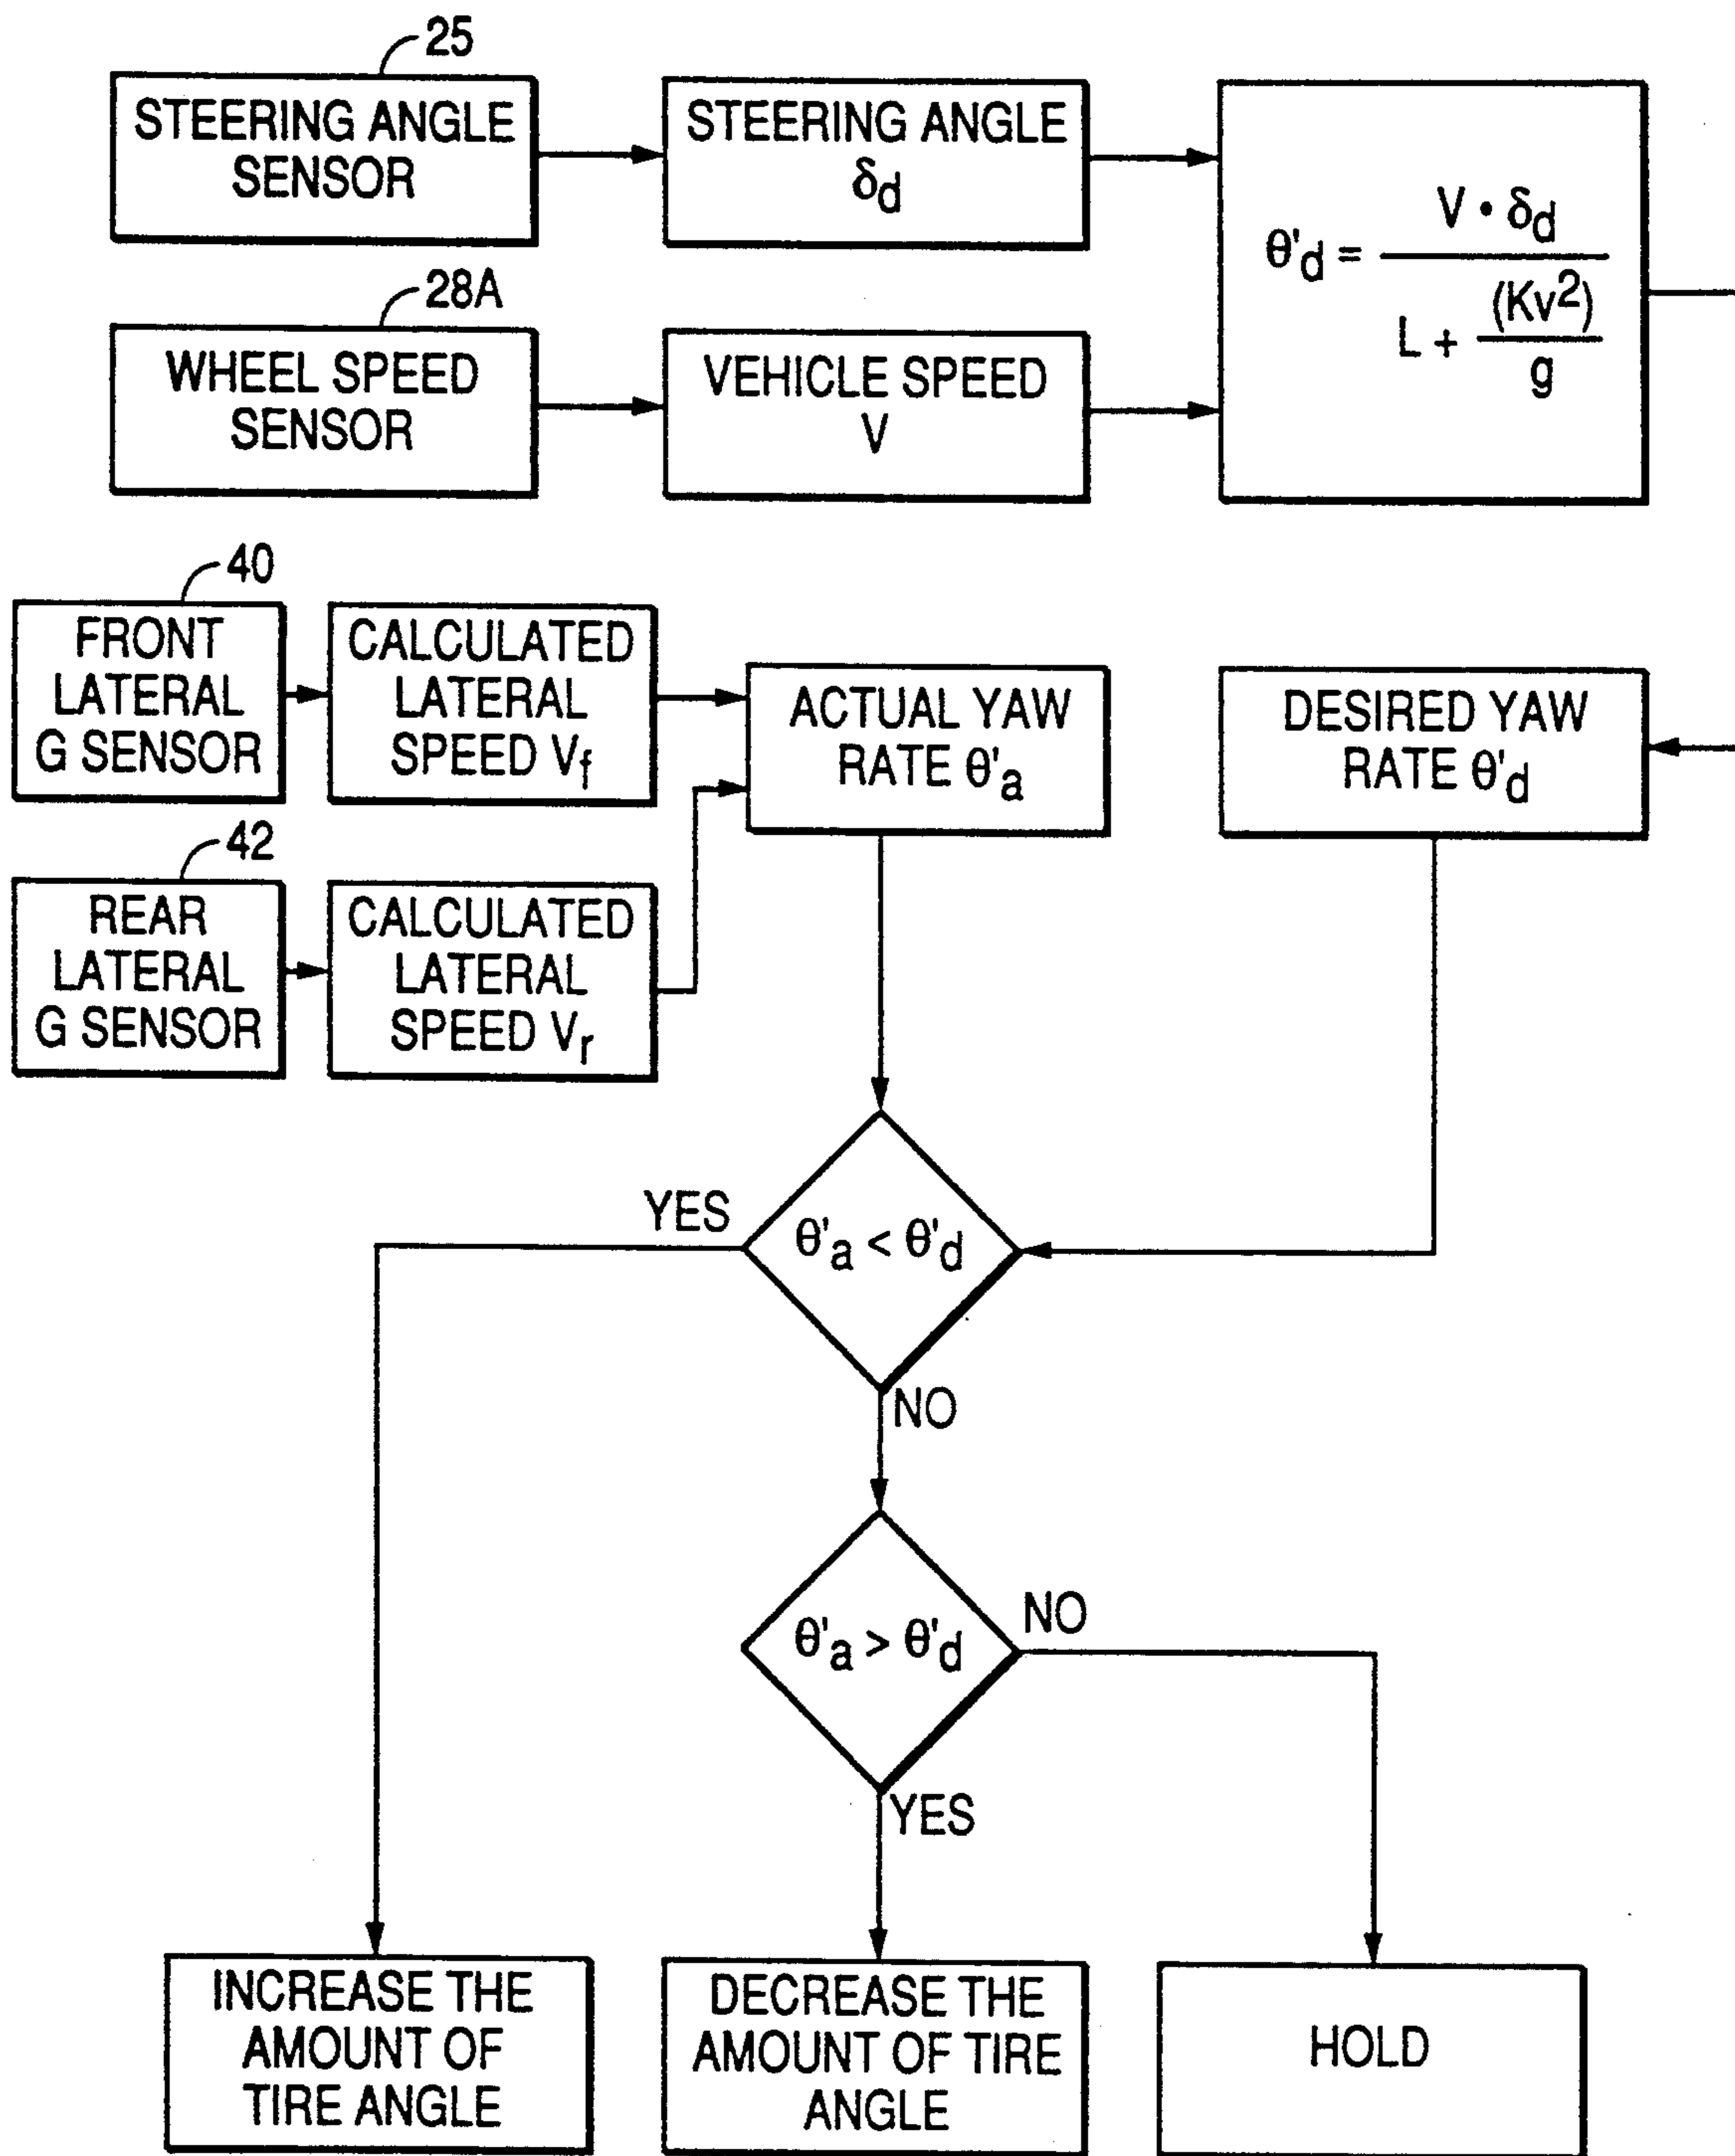 25
STEERING ANGLE
SENSOR
STEERING ANGLE
δd
θ'd = V • δd / L + (Kv²) / g
28A
WHEEL SPEED
SENSOR
VEHICLE SPEED
V
40
FRONT
LATERAL
G SENSOR
CALCULATED
LATERAL
SPEED Vf
ACTUAL YAW
RATE θ'a
DESIRED YAW
RATE θ'd
42
REAR
LATERAL
G SENSOR
CALCULATED
LATERAL
SPEED Vr
YES
θ'a < θ'd
NO
θ'a > θ'd
NO
YES
INCREASE THE
AMOUNT OF
TIRE ANGLE
DECREASE THE
AMOUNT OF TIRE
ANGLE
HOLD